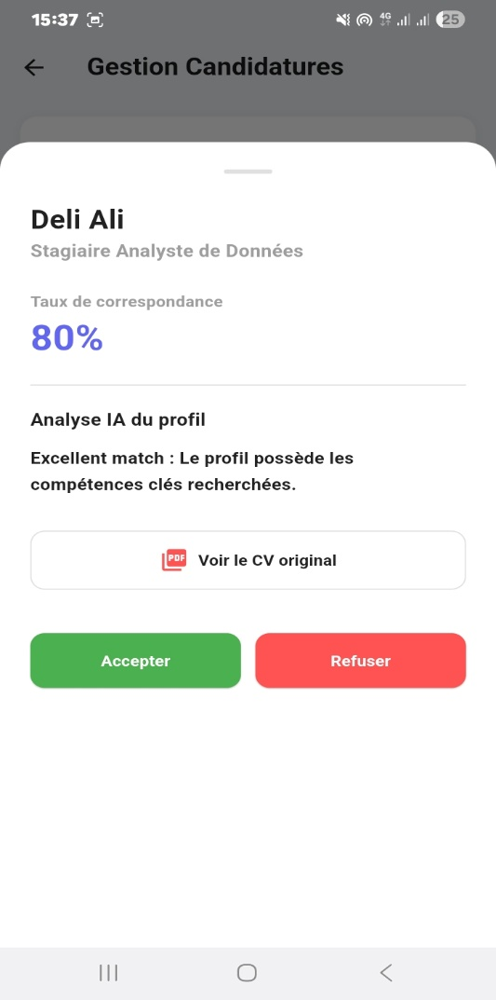 15:37
4G
25
Gestion Candidatures
Deli Ali
Stagiaire Analyste de Données
Taux de correspondance
80%
Analyse IA du profil
Excellent match : Le profil possède les
compétences clés recherchées.
PDF
Voir le CV original
Accepter
Refuser